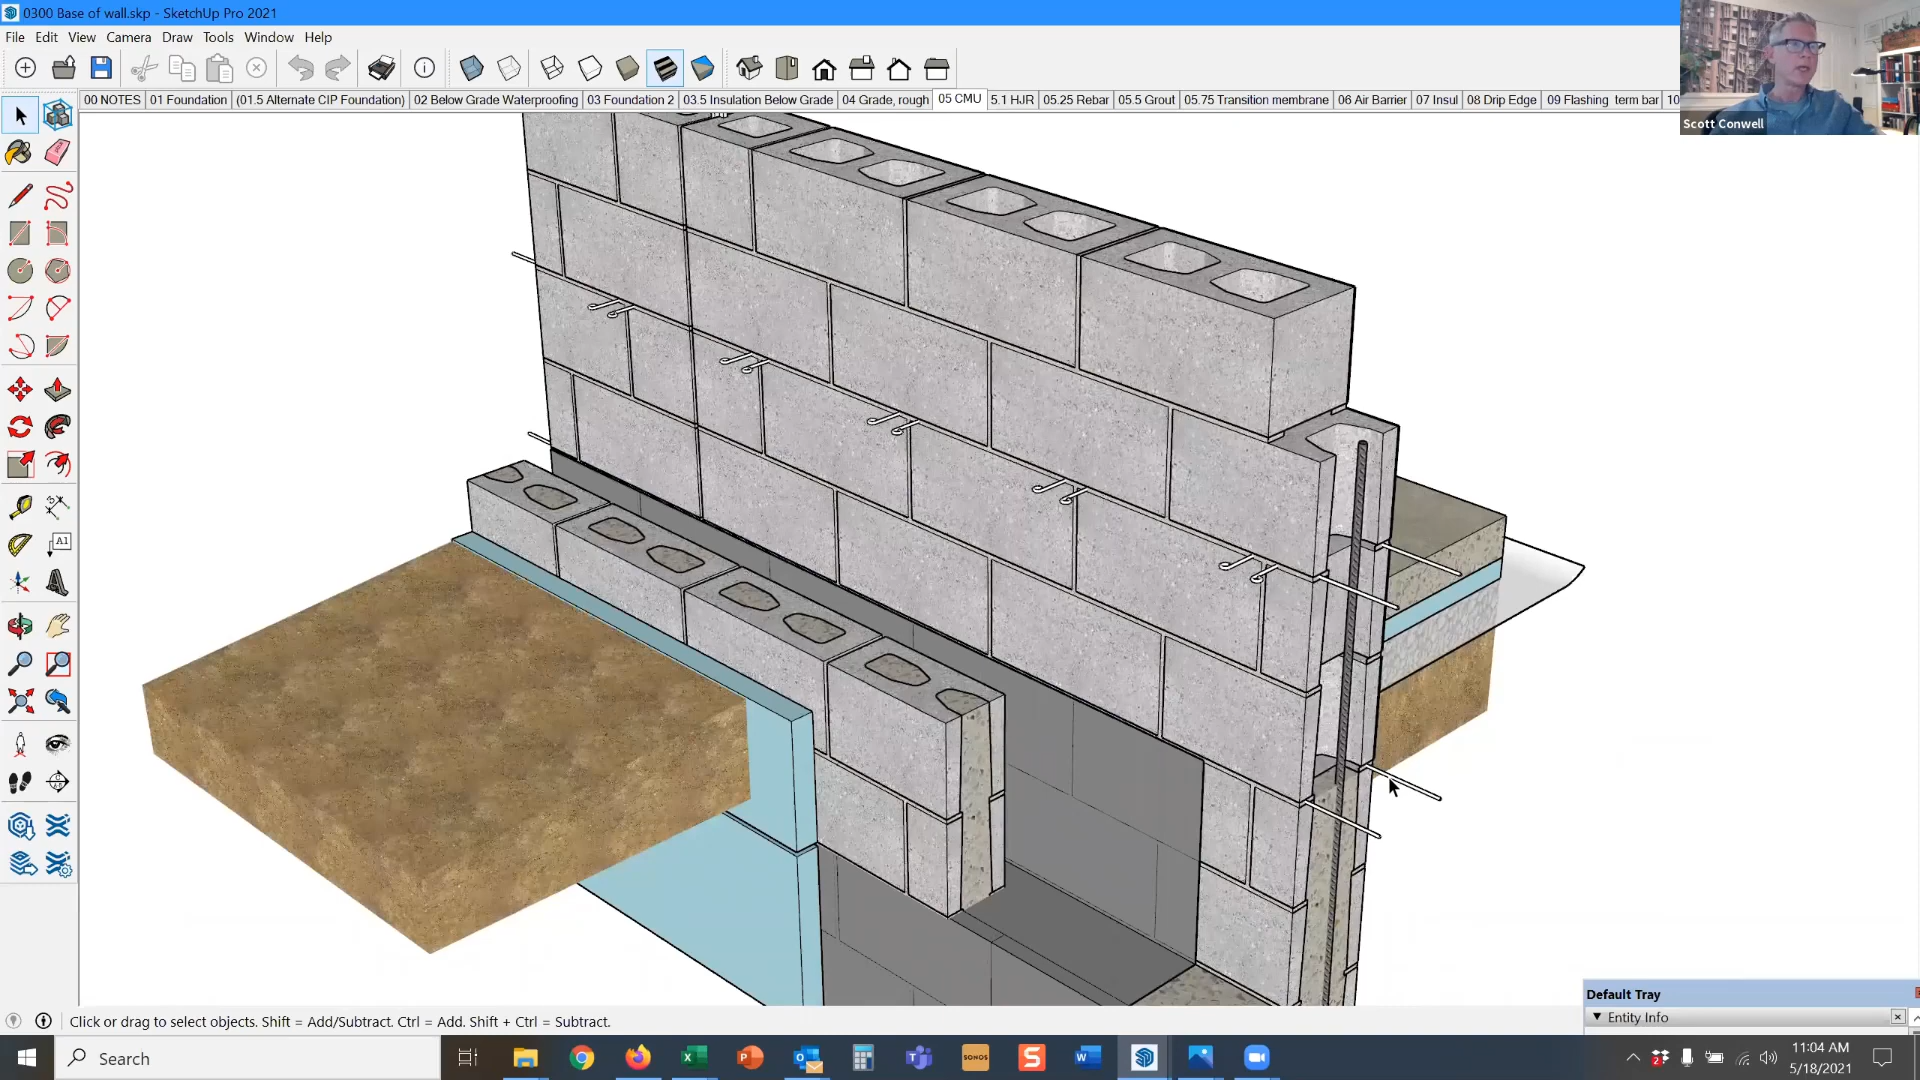 0300 Base of wall.skp - SketchUp Pro 2021
File Edit View Camera Draw Tools Window Help
00 NOTES 01 Foundation (01.5 Alternate CIP Foundation) 02 Below Grade Waterproofing 03 Foundation 2 03.5 Insulation Below Grade 04 Grade, rough 05 CMU 5.1 HJR 05.25 Rebar 05.5 Grout 05.75 Transition membrane 06 Air Barrier 07 Insul 08 Drip Edge 09 Flashing term bar 10
Scott Conwell
A1
Default Tray
Entity Info
Click or drag to select objects. Shift = Add/Subtract. Ctrl = Add. Shift + Ctrl = Subtract.
Search
SONOS
11:04 AM
5/18/2021